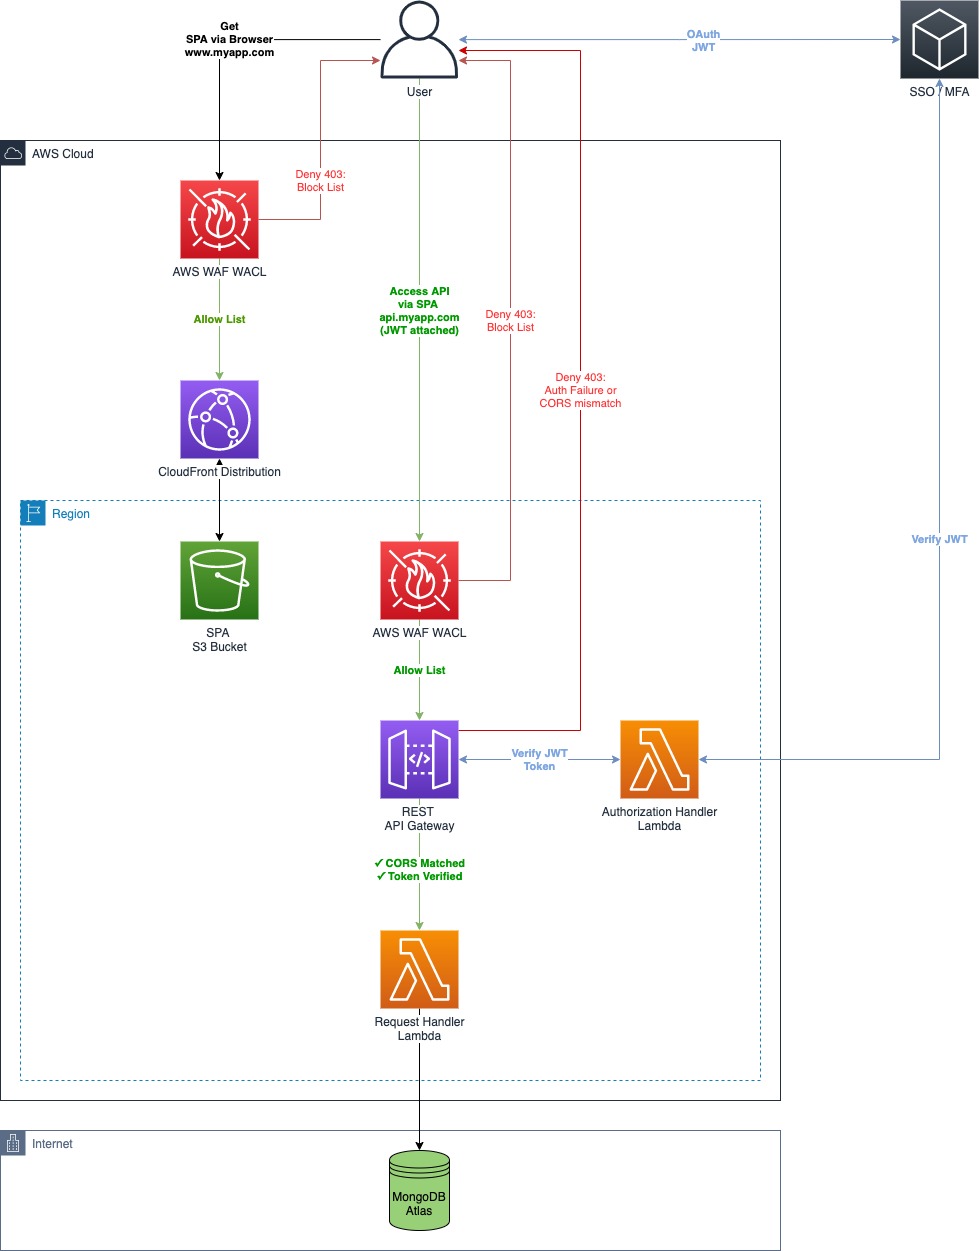 Get
SPA via Browser
www.myapp.com
User
OAuth
JWT
SSO / MFA
AWS Cloud
Deny 403:
Block List
AWS WAF WACL
Allow List
Access API
via SPA
api.myapp.com
(JWT attached)
Deny 403:
Block List
Deny 403:
Auth Failure or
CORS mismatch
CloudFront Distribution
Region
Verify JWT
SPA
S3 Bucket
AWS WAF WACL
Allow List
Verify JWT
Token
REST
API Gateway
Authorization Handler
Lambda
✓ CORS Matched
✓ Token Verified
Request Handler
Lambda
Internet
MongoDB
Atlas